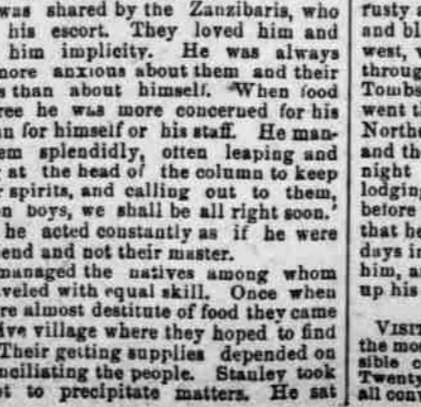 was shared by the Zanzibaris, who
his escort. They loved him and
him implicity. He was always
more anxious about them and their
s than about himself. When food
ree he was more concerned for his
n for himself or his staff. He man-
em splendidly, often leaping and
at the head of the column to keep
r spirits, and calling out to them,
n boys, we shall be all right soon.'
he acted constantly as if he were
end and not their master.
managed the natives among whom
aveled with equal skill. Once when
re almost destitute of food they came
ive village where they hoped to find
Their getting supplies depended on
nciliating the people. Stanley took
ot to precipitate matters. He sat
rusty
and bl
west, v
throug
Tombs
went t
Northe
and th
night
lodging
before
that he
days in
him, a
up his
VISIT
the mos
sible c
Twenty
all conv